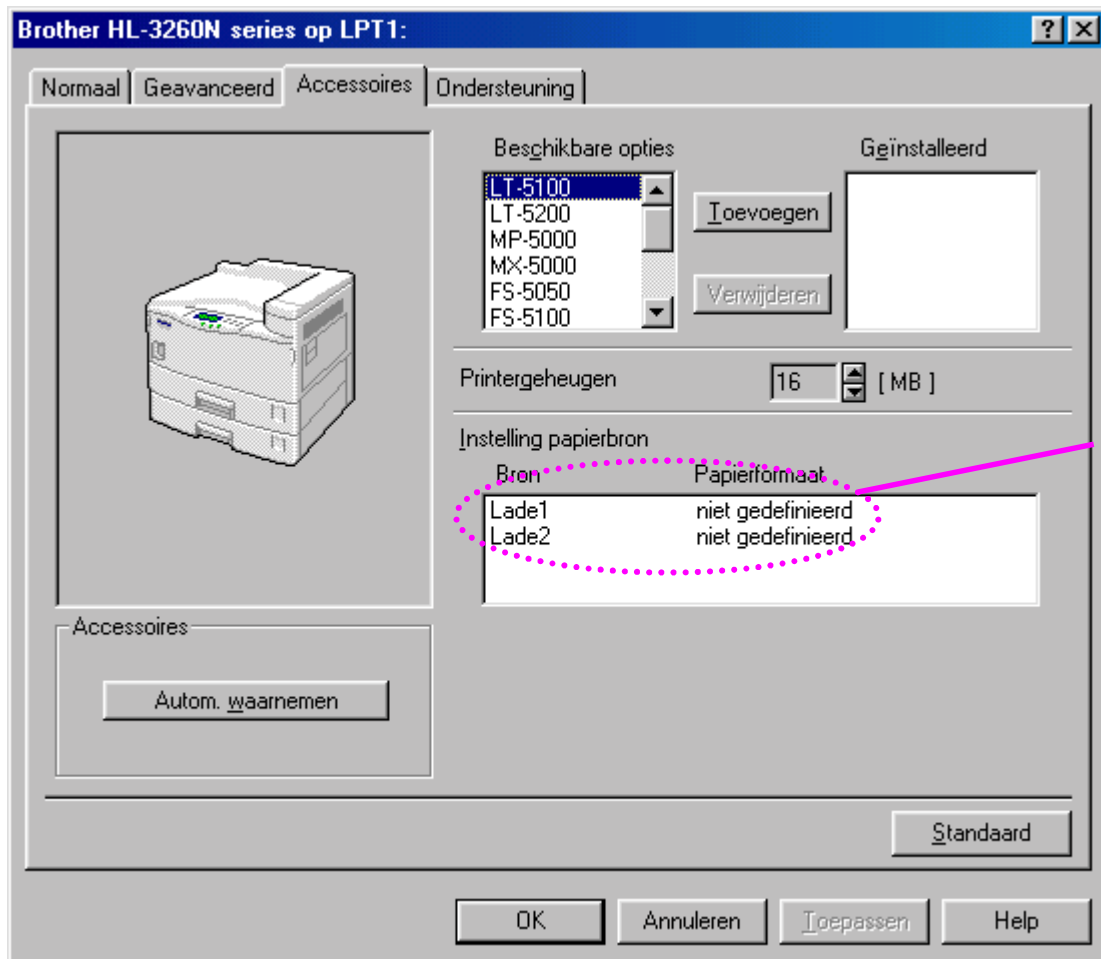 Brother HL-3260N series op LPT1:
Normaal Geavanceerd Accessoires Ondersteuning
Beschikbare opties Geïnstalleerd
LT-5100
LT-5200
MP-5000
MX-5000
FS-5050
FS-5100
Toevoegen
Verwijderen
Printergeheugen 16 [ MB ]
Instelling papierbron
Bron Papierformaat
Lade1 niet gedefinieerd
Lade2 niet gedefinieerd
Accessoires
Autom. waarnemen
Standaard
OK Annuleren Toepassen Help